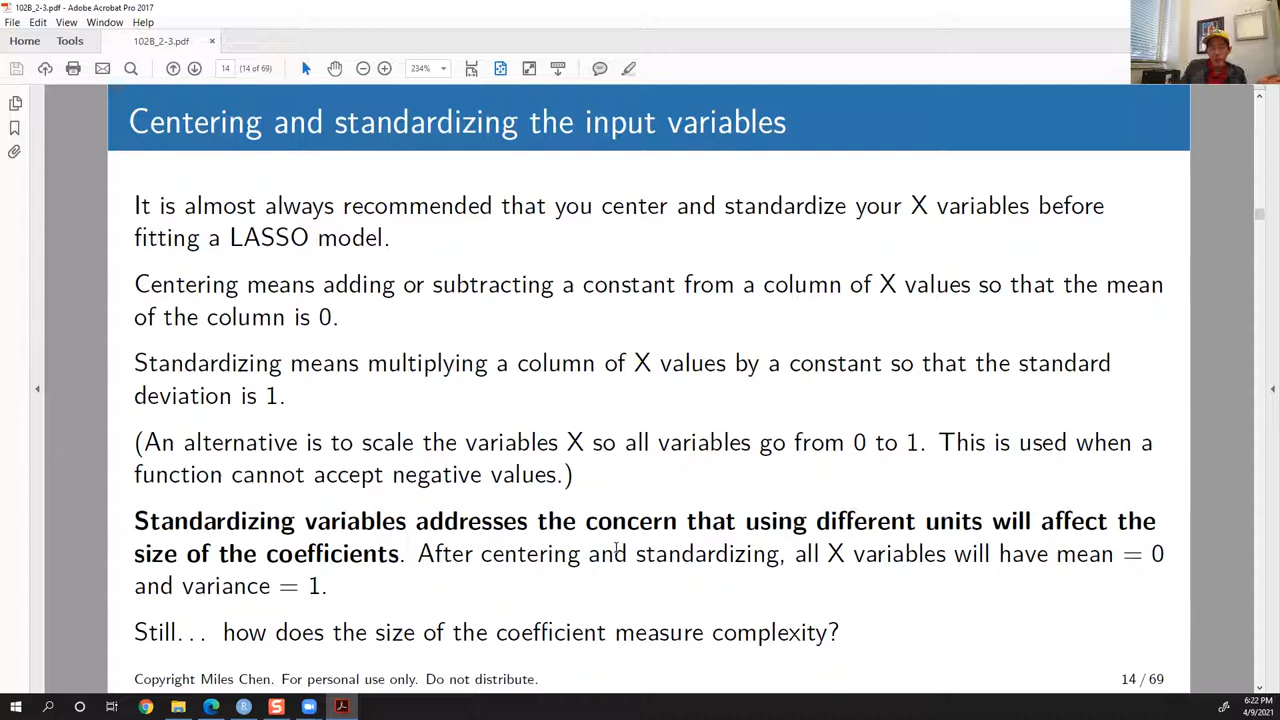 102B_2-3.pdf - Adobe Acrobat Pro 2017
File Edit View Window Help
Home Tools 102B_2-3.pdf ×
14 (14 of 69) 234%
Centering and standardizing the input variables
It is almost always recommended that you center and standardize your X variables before
fitting a LASSO model.
Centering means adding or subtracting a constant from a column of X values so that the mean
of the column is 0.
Standardizing means multiplying a column of X values by a constant so that the standard
deviation is 1.
(An alternative is to scale the variables X so all variables go from 0 to 1. This is used when a
function cannot accept negative values.)
Standardizing variables addresses the concern that using different units will affect the
size of the coefficients. After centering and standardizing, all X variables will have mean = 0
and variance = 1.
Still... how does the size of the coefficient measure complexity?
Copyright Miles Chen. For personal use only. Do not distribute. 14 / 69
6:22 PM
4/9/2021